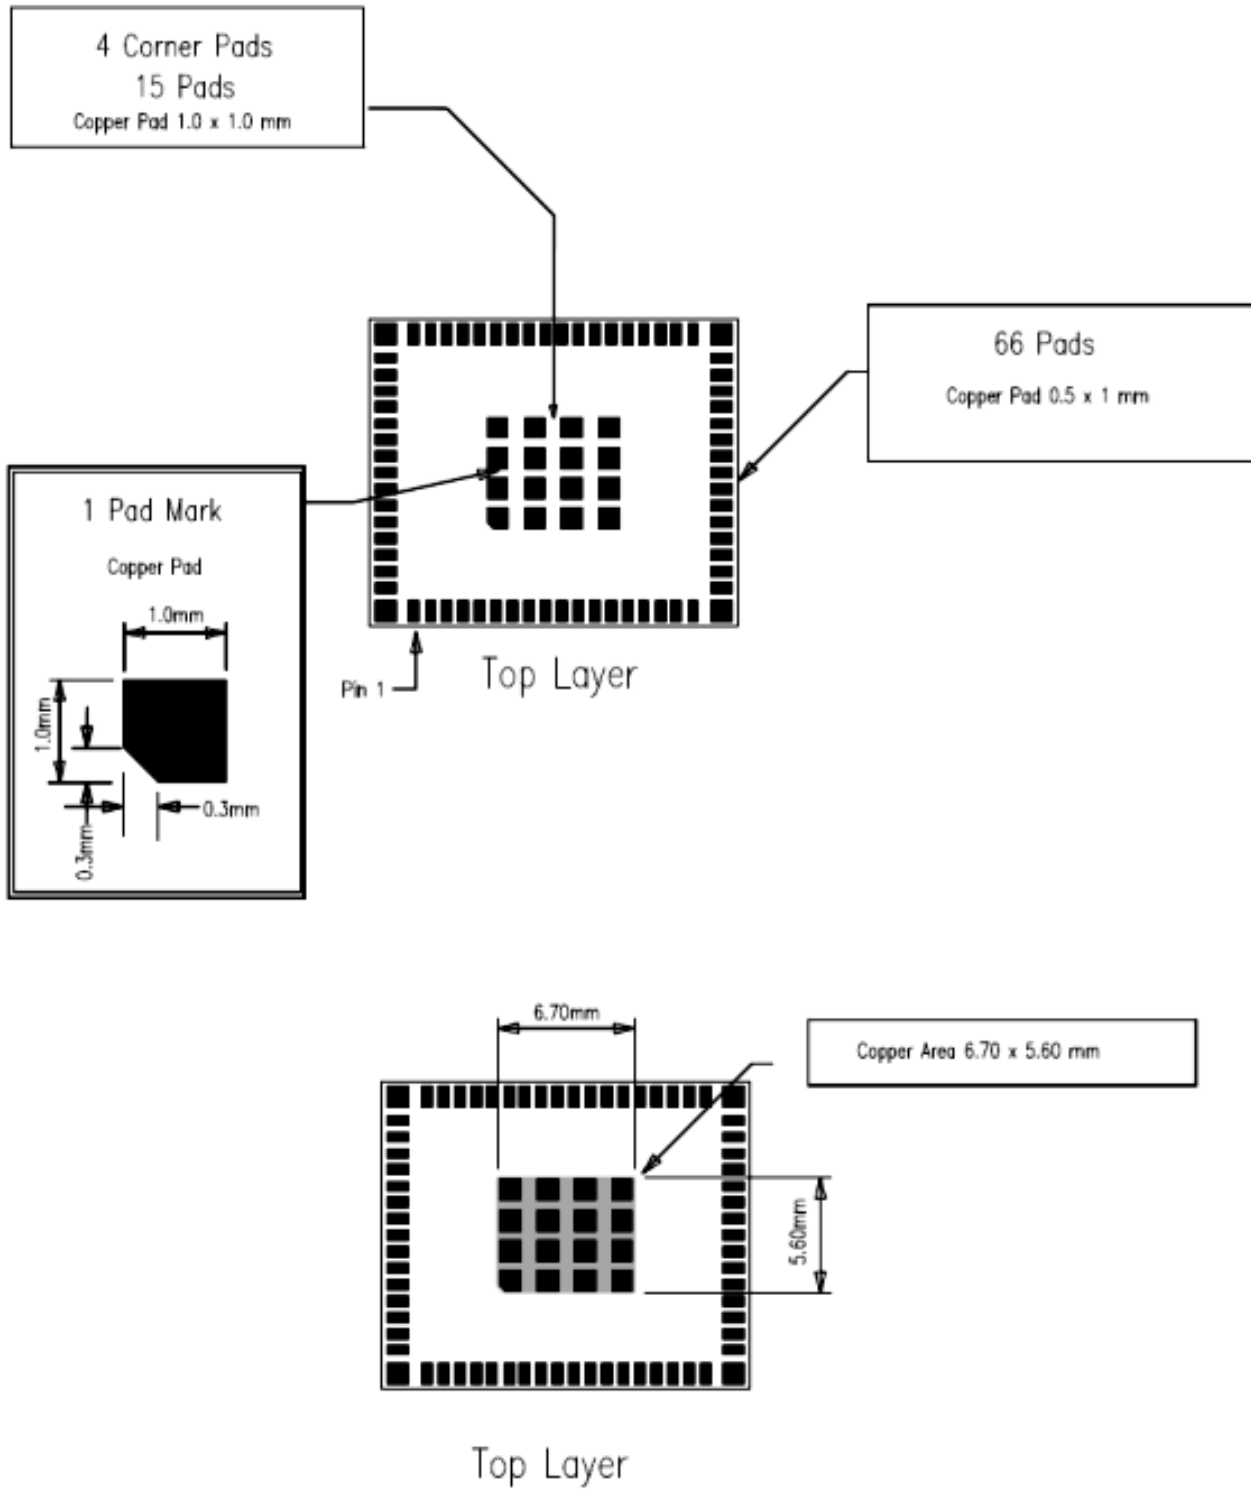 4 Corner Pads
15 Pads
Copper Pad 1.0 x 1.0 mm
66 Pads
Copper Pad 0.5 x 1 mm
1 Pad Mark
Copper Pad
1.0mm
1.0mm
0.3mm
0.3mm
Pin 1
Top Layer
6.70mm
Copper Area 6.70 x 5.60 mm
5.60mm
Top Layer